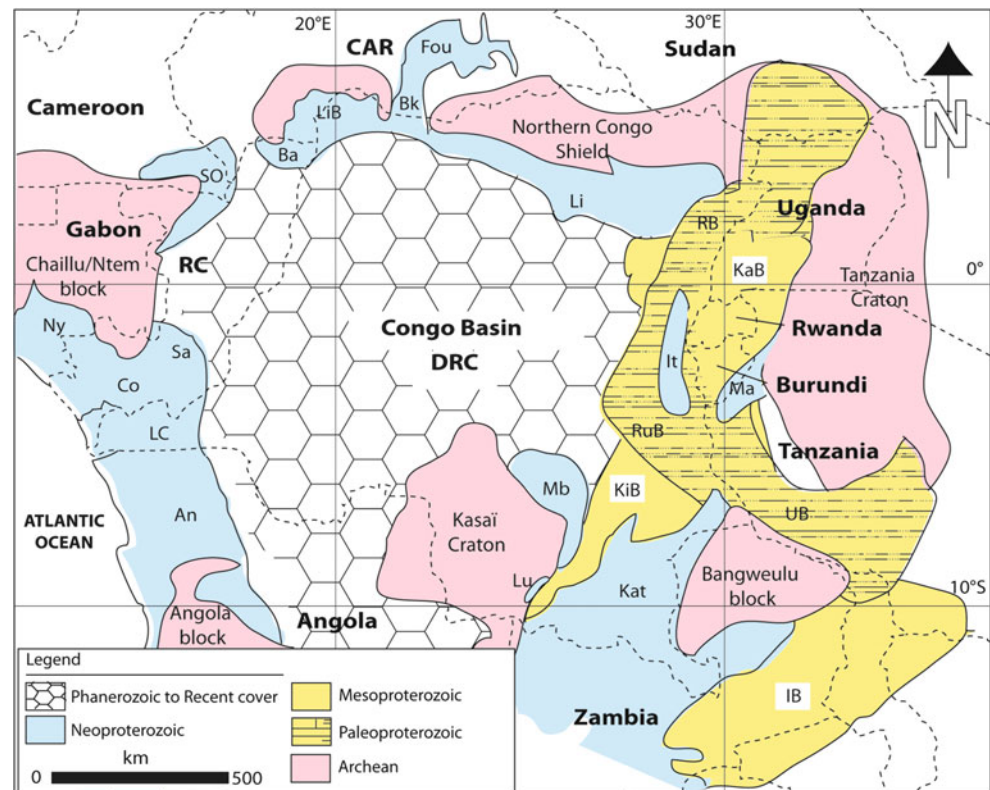 20°E
30°E
CAR
Fou
Sudan
Cameroon
LiB
Bk
Northern Congo
Shield
N
Ba
SO
Li
Gabon
RC
RB
Uganda
Chaillu/Ntem
block
KaB
Tanzania
Craton
0°
Ny
Sa
Congo Basin
DRC
Rwanda
Co
It
Ma
Burundi
LC
RuB
Tanzania
An
Mb
KiB
ATLANTIC
OCEAN
Kasaï
Craton
UB
Lu
Kat
Bangweulu
block
10°S
Angola
block
Angola
Legend
Phanerozoic to Recent cover
Neoproterozoic
Mesoproterozoic
Paleoproterozoic
Archean
km
0
500
Zambia
IB